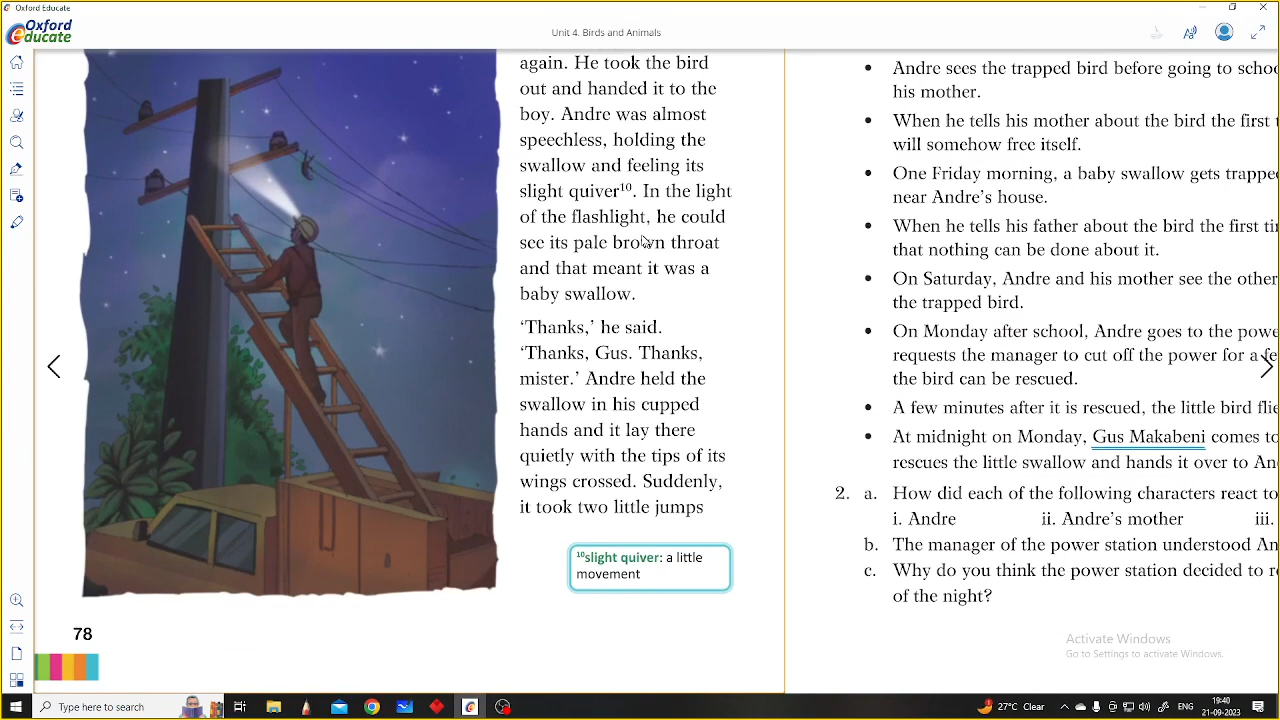 Oxford Educate
Oxford
educate
Unit 4. Birds and Animals
again. He took the bird
out and handed it to the
boy. Andre was almost
speechless, holding the
swallow and feeling its
slight quiver¹⁰. In the light
of the flashlight, he could
see its pale brown throat
and that meant it was a
baby swallow.
‘Thanks,’ he said.
‘Thanks, Gus. Thanks,
mister.’ Andre held the
swallow in his cupped
hands and it lay there
quietly with the tips of its
wings crossed. Suddenly,
it took two little jumps
¹⁰slight quiver: a little
movement
78
• Andre sees the trapped bird before going to schoo
his mother.
• When he tells his mother about the bird the first t
will somehow free itself.
• One Friday morning, a baby swallow gets trappe
near Andre’s house.
• When he tells his father about the bird the first ti
that nothing can be done about it.
• On Saturday, Andre and his mother see the other
the trapped bird.
• On Monday after school, Andre goes to the powe
requests the manager to cut off the power for a fe
the bird can be rescued.
• A few minutes after it is rescued, the little bird flie
• At midnight on Monday, Gus Makabeni comes to
rescues the little swallow and hands it over to An
2. a. How did each of the following characters react to
i. Andre ii. Andre’s mother iii.
b. The manager of the power station understood An
c. Why do you think the power station decided to re
of the night?
Activate Windows
Go to Settings to activate Windows.
Type here to search
27°C Clear
ENG
19:40
21-09-2023